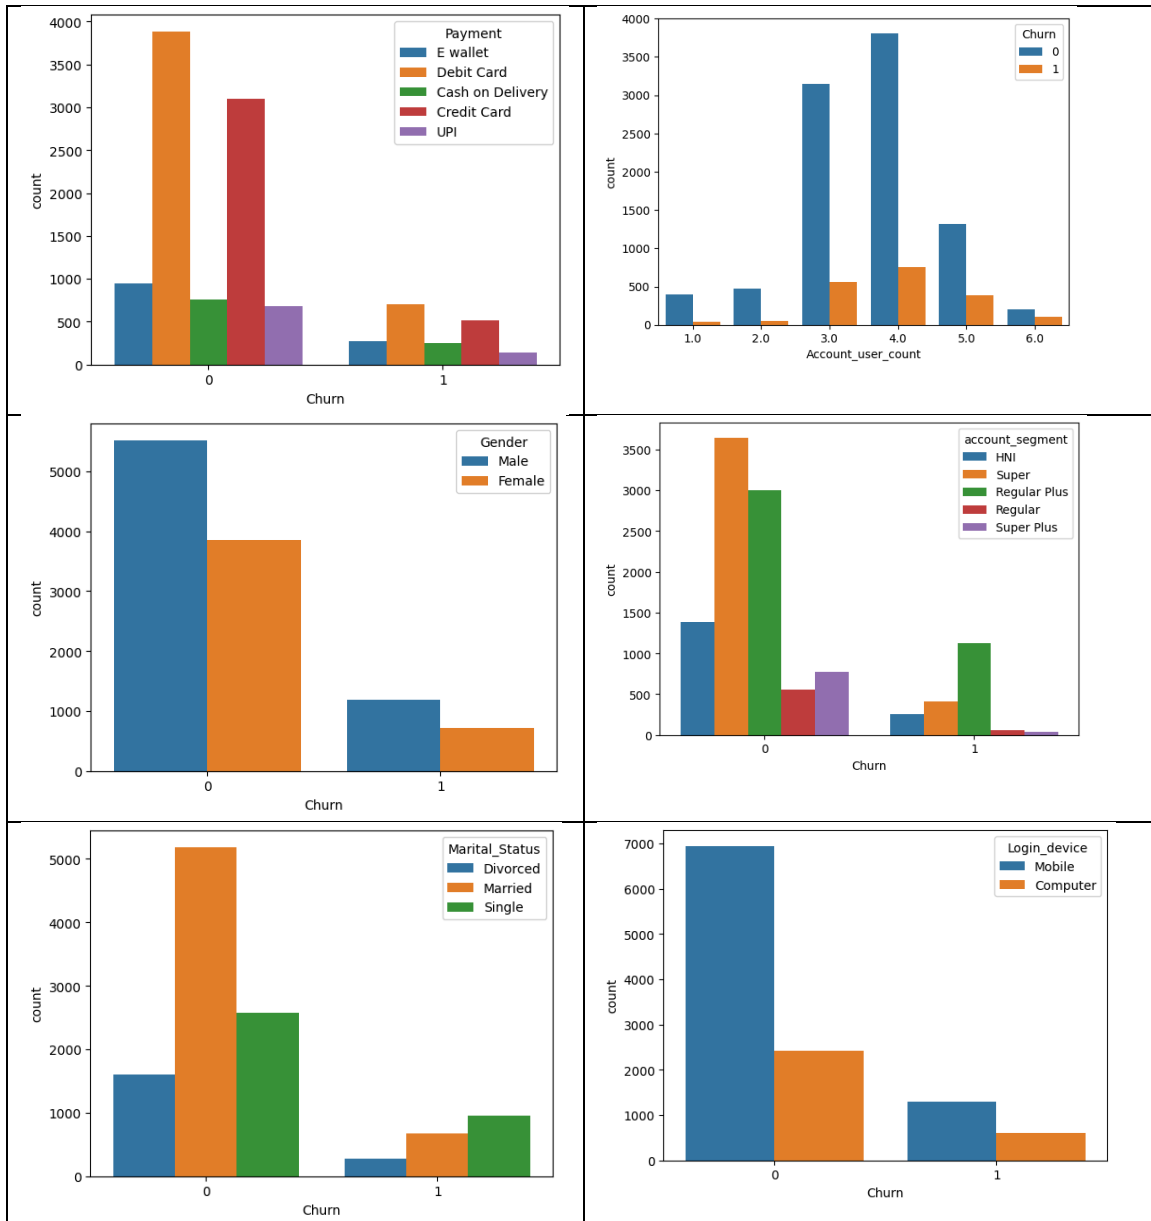 4000
3500
3000
2500
2000
1500
1000
500
0
count
Payment
E wallet
Debit Card
Cash on Delivery
Credit Card
UPI
0 1
Churn
4000
3500
3000
2500
2000
1500
1000
500
0
count
Churn
0
1
1.0 2.0 3.0 4.0 5.0 6.0
Account_user_count
5000
4000
3000
2000
1000
0
count
Gender
Male
Female
0 1
Churn
3500
3000
2500
2000
1500
1000
500
0
count
account_segment
HNI
Super
Regular Plus
Regular
Super Plus
0 1
Churn
5000
4000
3000
2000
1000
0
count
Marital_Status
Divorced
Married
Single
0 1
Churn
7000
6000
5000
4000
3000
2000
1000
0
count
Login_device
Mobile
Computer
0 1
Churn